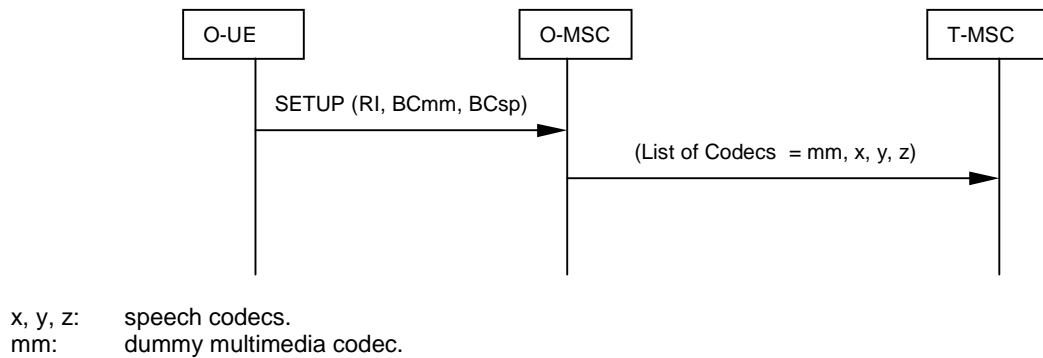 O-UE O-MSC T-MSC
SETUP (RI, BCmm, BCsp)
(List of Codecs = mm, x, y, z)
x, y, z: speech codecs.
mm: dummy multimedia codec.